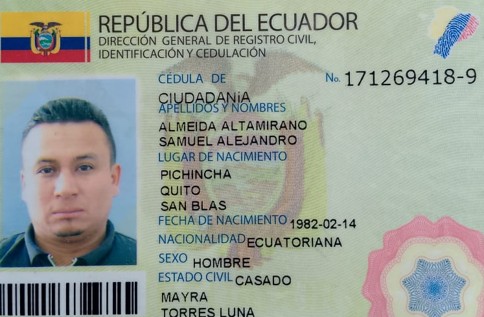 REPÚBLICA DEL ECUADOR
DIRECCIÓN GENERAL DE REGISTRO CIVIL,
IDENTIFICACIÓN Y CEDULACIÓN
CÉDULA DE No. 171269418-9
CIUDADANiA
APELLIDOS Y NOMBRES
ALMEIDA ALTAMIRANO
SAMUEL ALEJANDRO
LUGAR DE NACIMIENTO
PICHINCHA
QUITO
SAN BLAS
FECHA DE NACIMIENTO 1982-02-14
NACIONALIDAD ECUATORIANA
SEXO HOMBRE
ESTADO CIVIL CASADO
MAYRA
TORRES LUNA